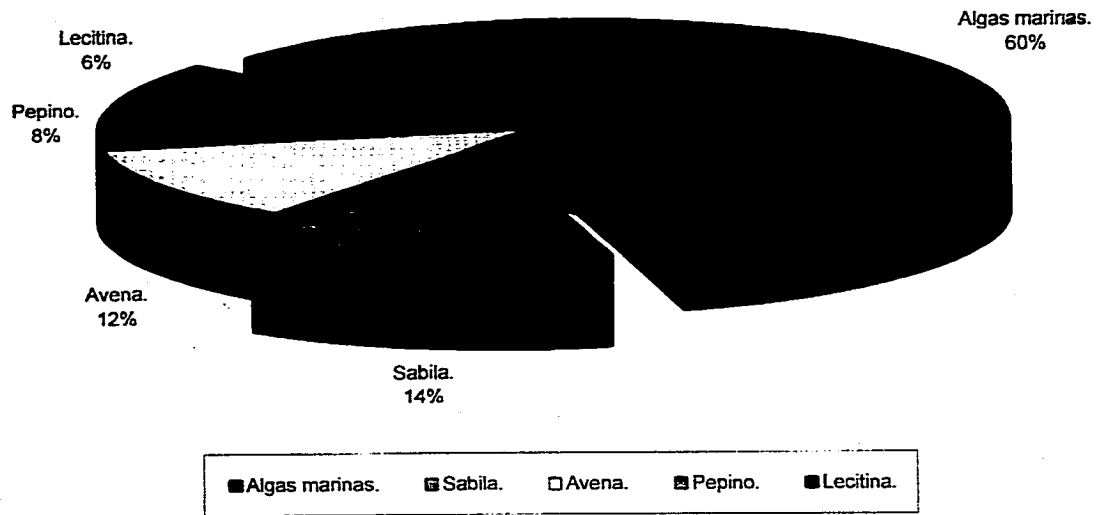 Algas marinas.
60%
Lecitina.
6%
Pepino.
8%
Avena.
12%
Sabila.
14%
Algas marinas. Sabila. Avena. Pepino. Lecitina.